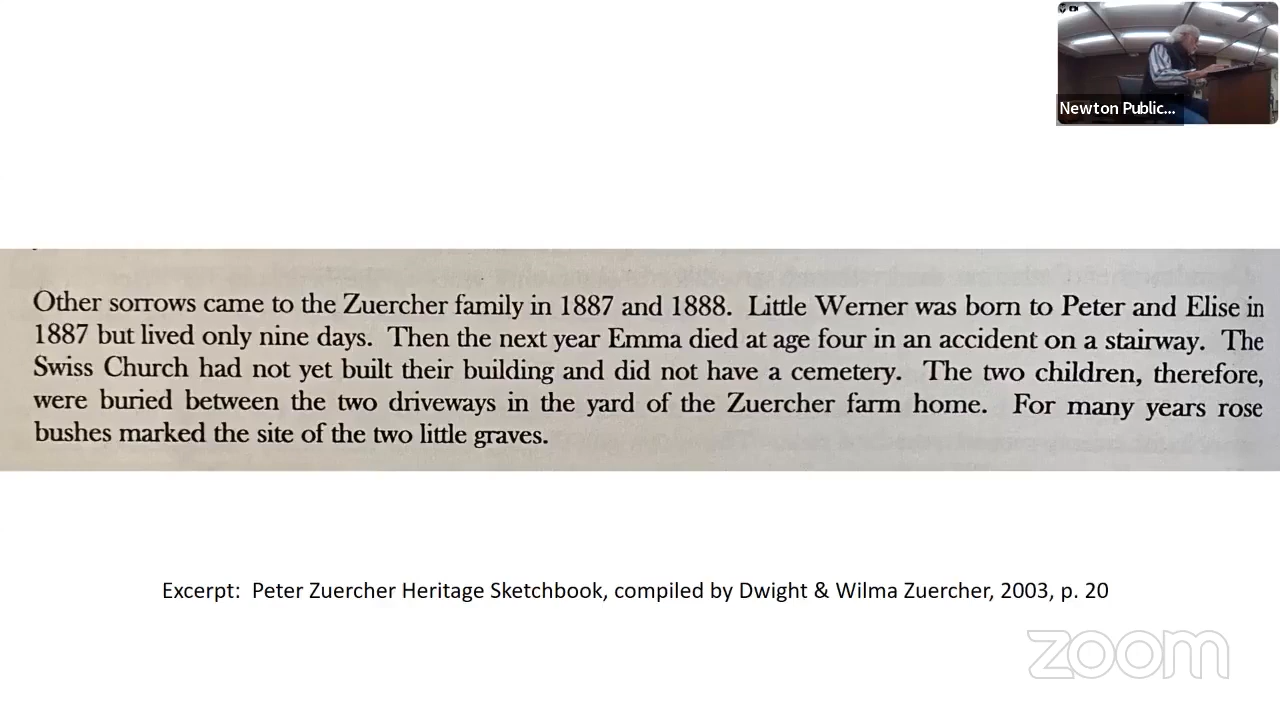 Newton Public...
Other sorrows came to the Zuercher family in 1887 and 1888. Little Werner was born to Peter and Elise in
1887 but lived only nine days. Then the next year Emma died at age four in an accident on a stairway. The
Swiss Church had not yet built their building and did not have a cemetery. The two children, therefore,
were buried between the two driveways in the yard of the Zuercher farm home. For many years rose
bushes marked the site of the two little graves.
Excerpt: Peter Zuercher Heritage Sketchbook, compiled by Dwight & Wilma Zuercher, 2003, p. 20
zoom